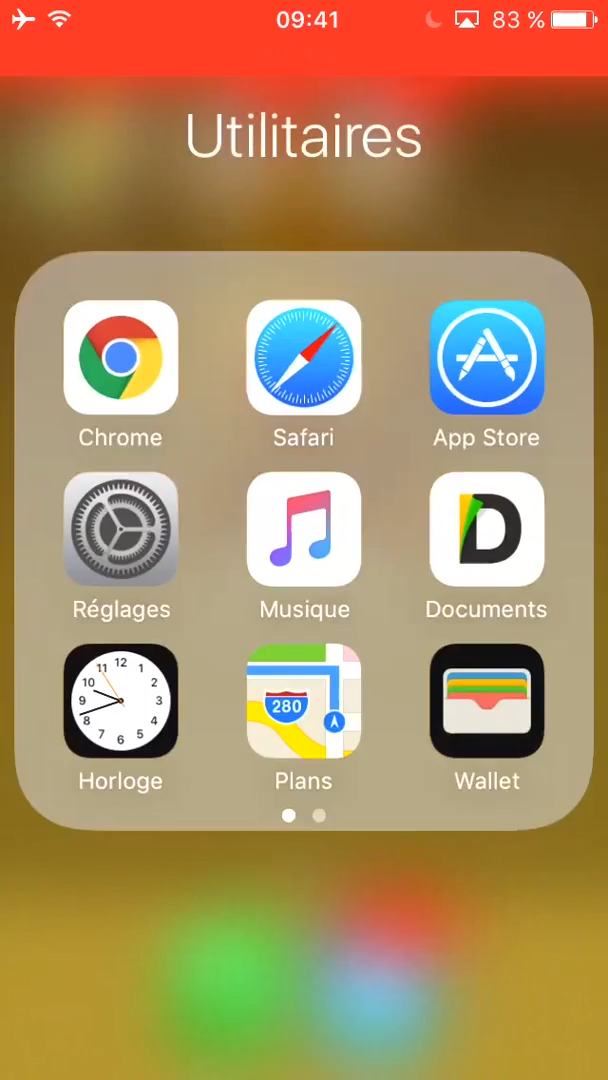 09:41 83 %
Utilitaires
Chrome Safari App Store
Réglages Musique Documents
D
11 12 1
10 2
9 3
8 4
7 6 5
280
Horloge Plans Wallet